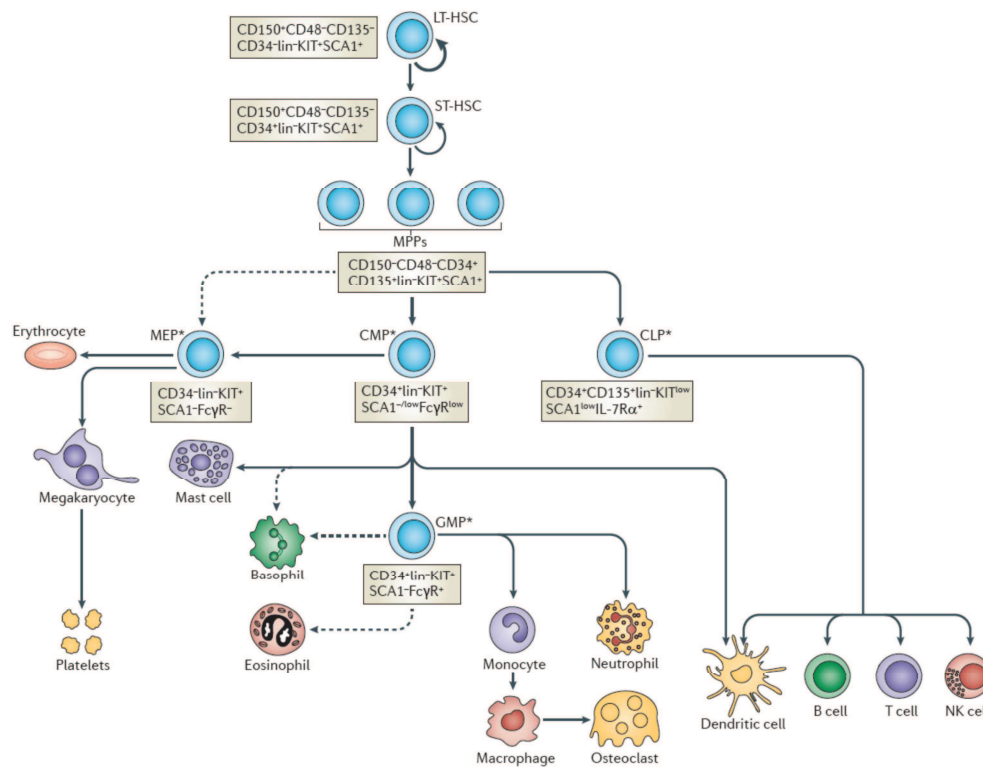 LT-HSC
CD150⁺CD48⁻CD135⁻
CD34⁻lin⁻KIT⁺SCA1⁺
ST-HSC
CD150⁺CD48⁻CD135⁻
CD34⁺lin⁻KIT⁺SCA1⁺
MPPs
CD150⁻CD48⁻CD34⁺
CD135⁺lin⁻KIT⁺SCA1⁺
Erythrocyte
MEP*
CMP*
CLP*
CD34⁻lin⁻KIT⁺
SCA1⁻FcγR⁻
CD34⁺lin⁻KIT⁺
SCA1⁻/ˡᵒʷFcγRˡᵒʷ
CD34⁺CD135⁺lin⁻KITˡᵒʷ
SCA1ˡᵒʷIL-7Rα⁺
Megakaryocyte
Mast cell
Basophil
GMP*
CD34⁺lin⁻KIT⁺
SCA1⁻FcγR⁺
Platelets
Eosinophil
Monocyte
Neutrophil
Dendritic cell
B cell
T cell
NK cel
Macrophage
Osteoclast